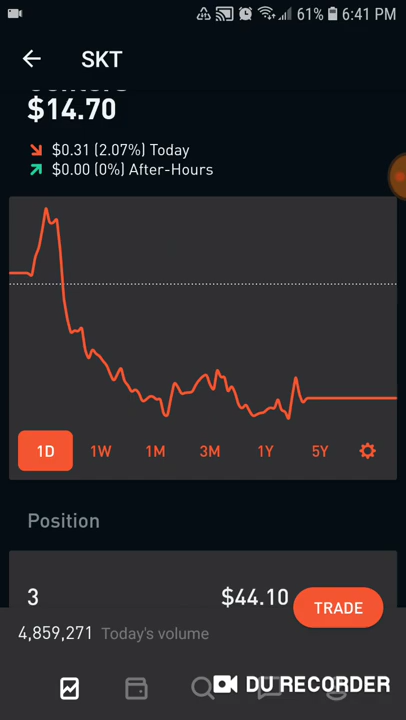 61% 6:41 PM
SKT
$14.70
$0.31 (2.07%) Today
$0.00 (0%) After-Hours
1D 1W 1M 3M 1Y 5Y
Position
3 $44.10 TRADE
4,859,271 Today's volume
DU RECORDER